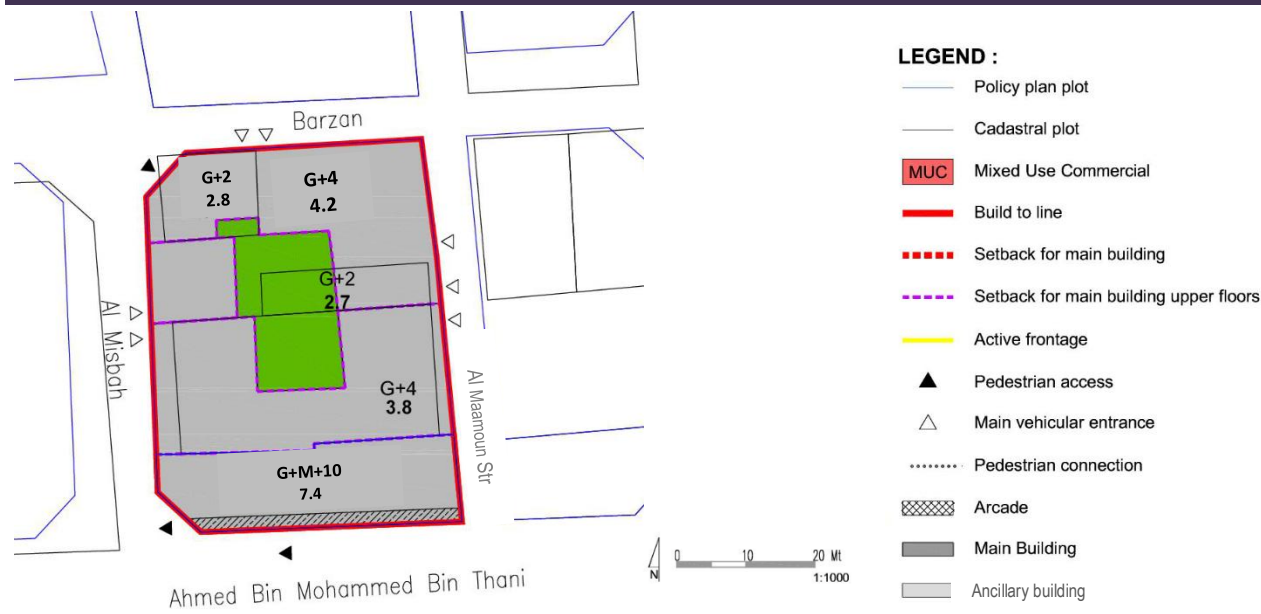 Barzan
G+2
2.8
G+4
4.2
G+2
2.7
G+4
3.8
G+M+10
7.4
Al Misbah
Al Maamoun Str
Ahmed Bin Mohammed Bin Thani
N
0 10 20 Mt
1:1000
LEGEND :
Policy plan plot
Cadastral plot
MUC Mixed Use Commercial
Build to line
Setback for main building
Setback for main building upper floors
Active frontage
Pedestrian access
Main vehicular entrance
Pedestrian connection
Arcade
Main Building
Ancillary building